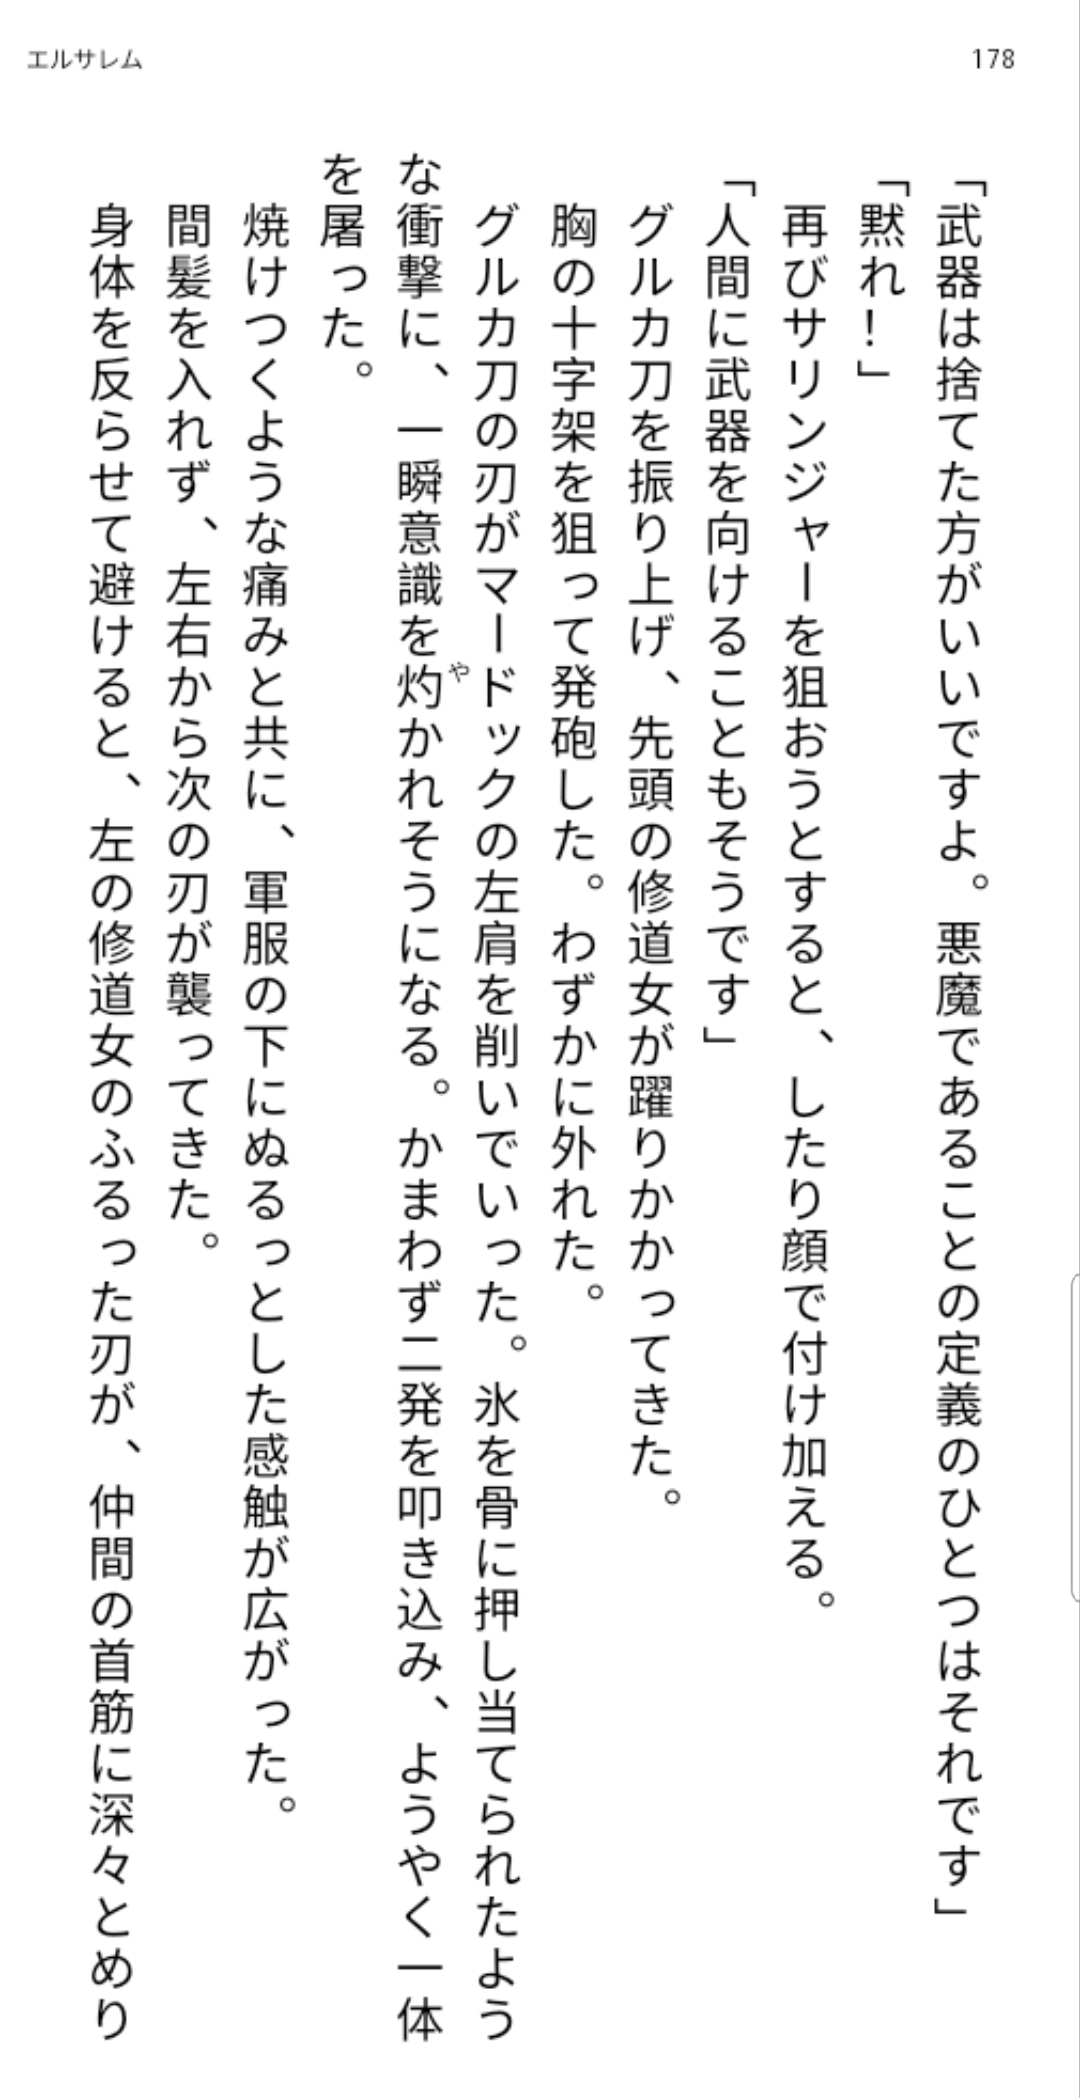 エルサレム
178
「武器は捨てた方がいいですよ。悪魔であることの定義のひとつはそれです」
「黙れ！」
再びサリンジャーを狙おうとすると、したり顔で付け加える。
「人間に武器を向けることもそうです」
グルカ刀を振り上げ、先頭の修道女が躍りかかってきた。
胸の十字架を狙って発砲した。わずかに外れた。
グルカ刀の刃がマードックの左肩を削いでいった。氷を骨に押し当てられたよう
な衝撃に、一瞬意識を灼かれそうになる。かまわず二発を叩き込み、ようやく一体
や
を屠った。
焼けつくような痛みと共に、軍服の下にぬるっとした感触が広がった。
間髪を入れず、左右から次の刃が襲ってきた。
身体を反らせて避けると、左の修道女のふるった刃が、仲間の首筋に深々とめり